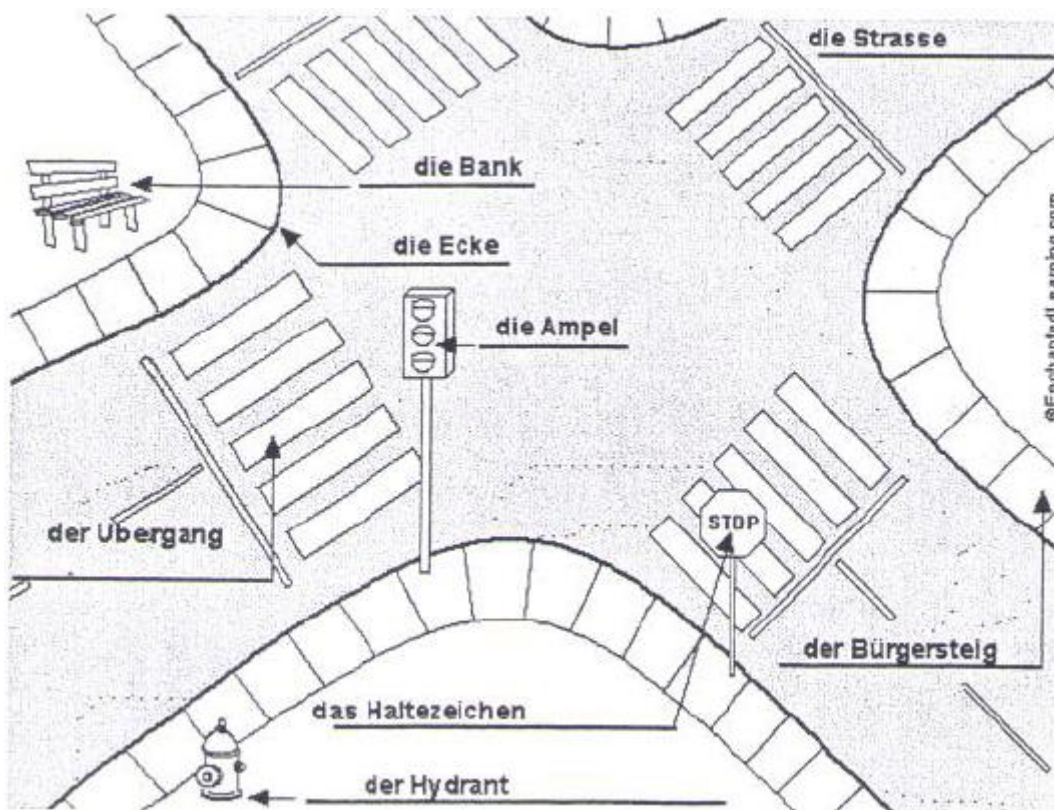 die Strasse
die Bank
die Ecke
die Ampel
der Ubergang
STOP
der Bürgersteig
das Haltezeichen
der Hydrant